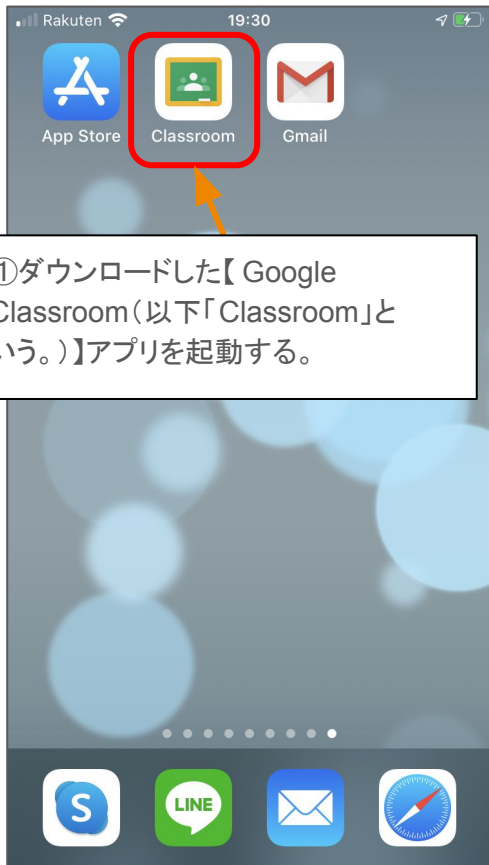 Rakuten 19:30
App Store Classroom Gmail
①ダウンロードした【 Google
Classroom（以下「Classroom」と
いう。）】アプリを起動する。
S LINE